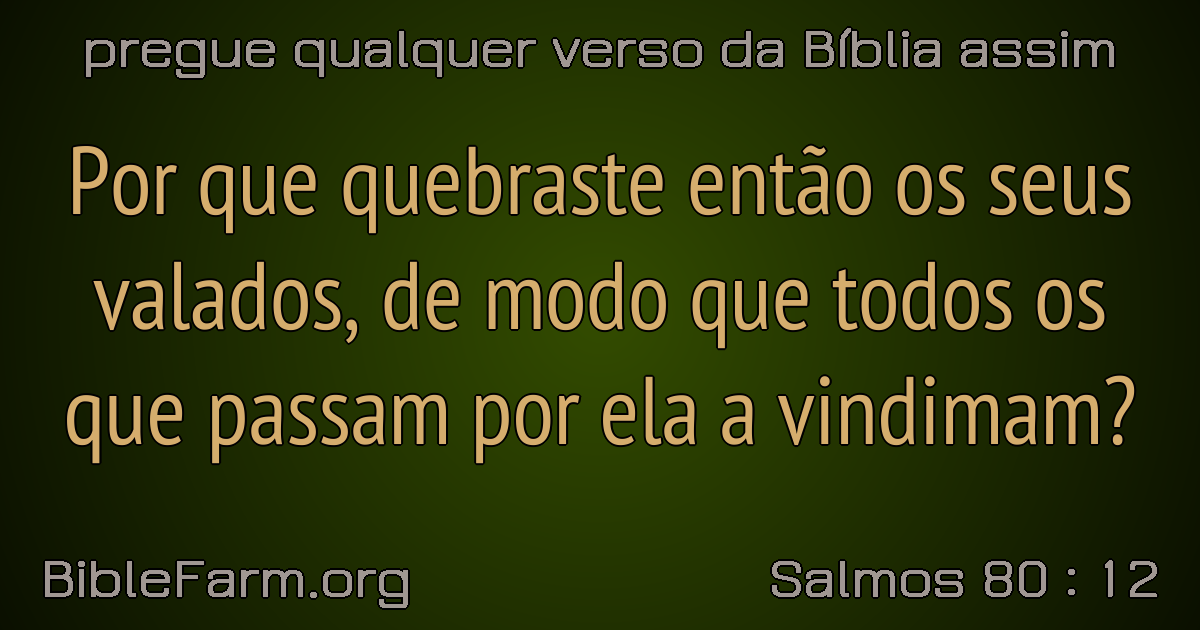 pregue qualquer verso da Bíblia assim
Por que quebraste então os seus
valados, de modo que todos os
que passam por ela a vindimam?
BibleFarm.org
Salmos 80 : 12